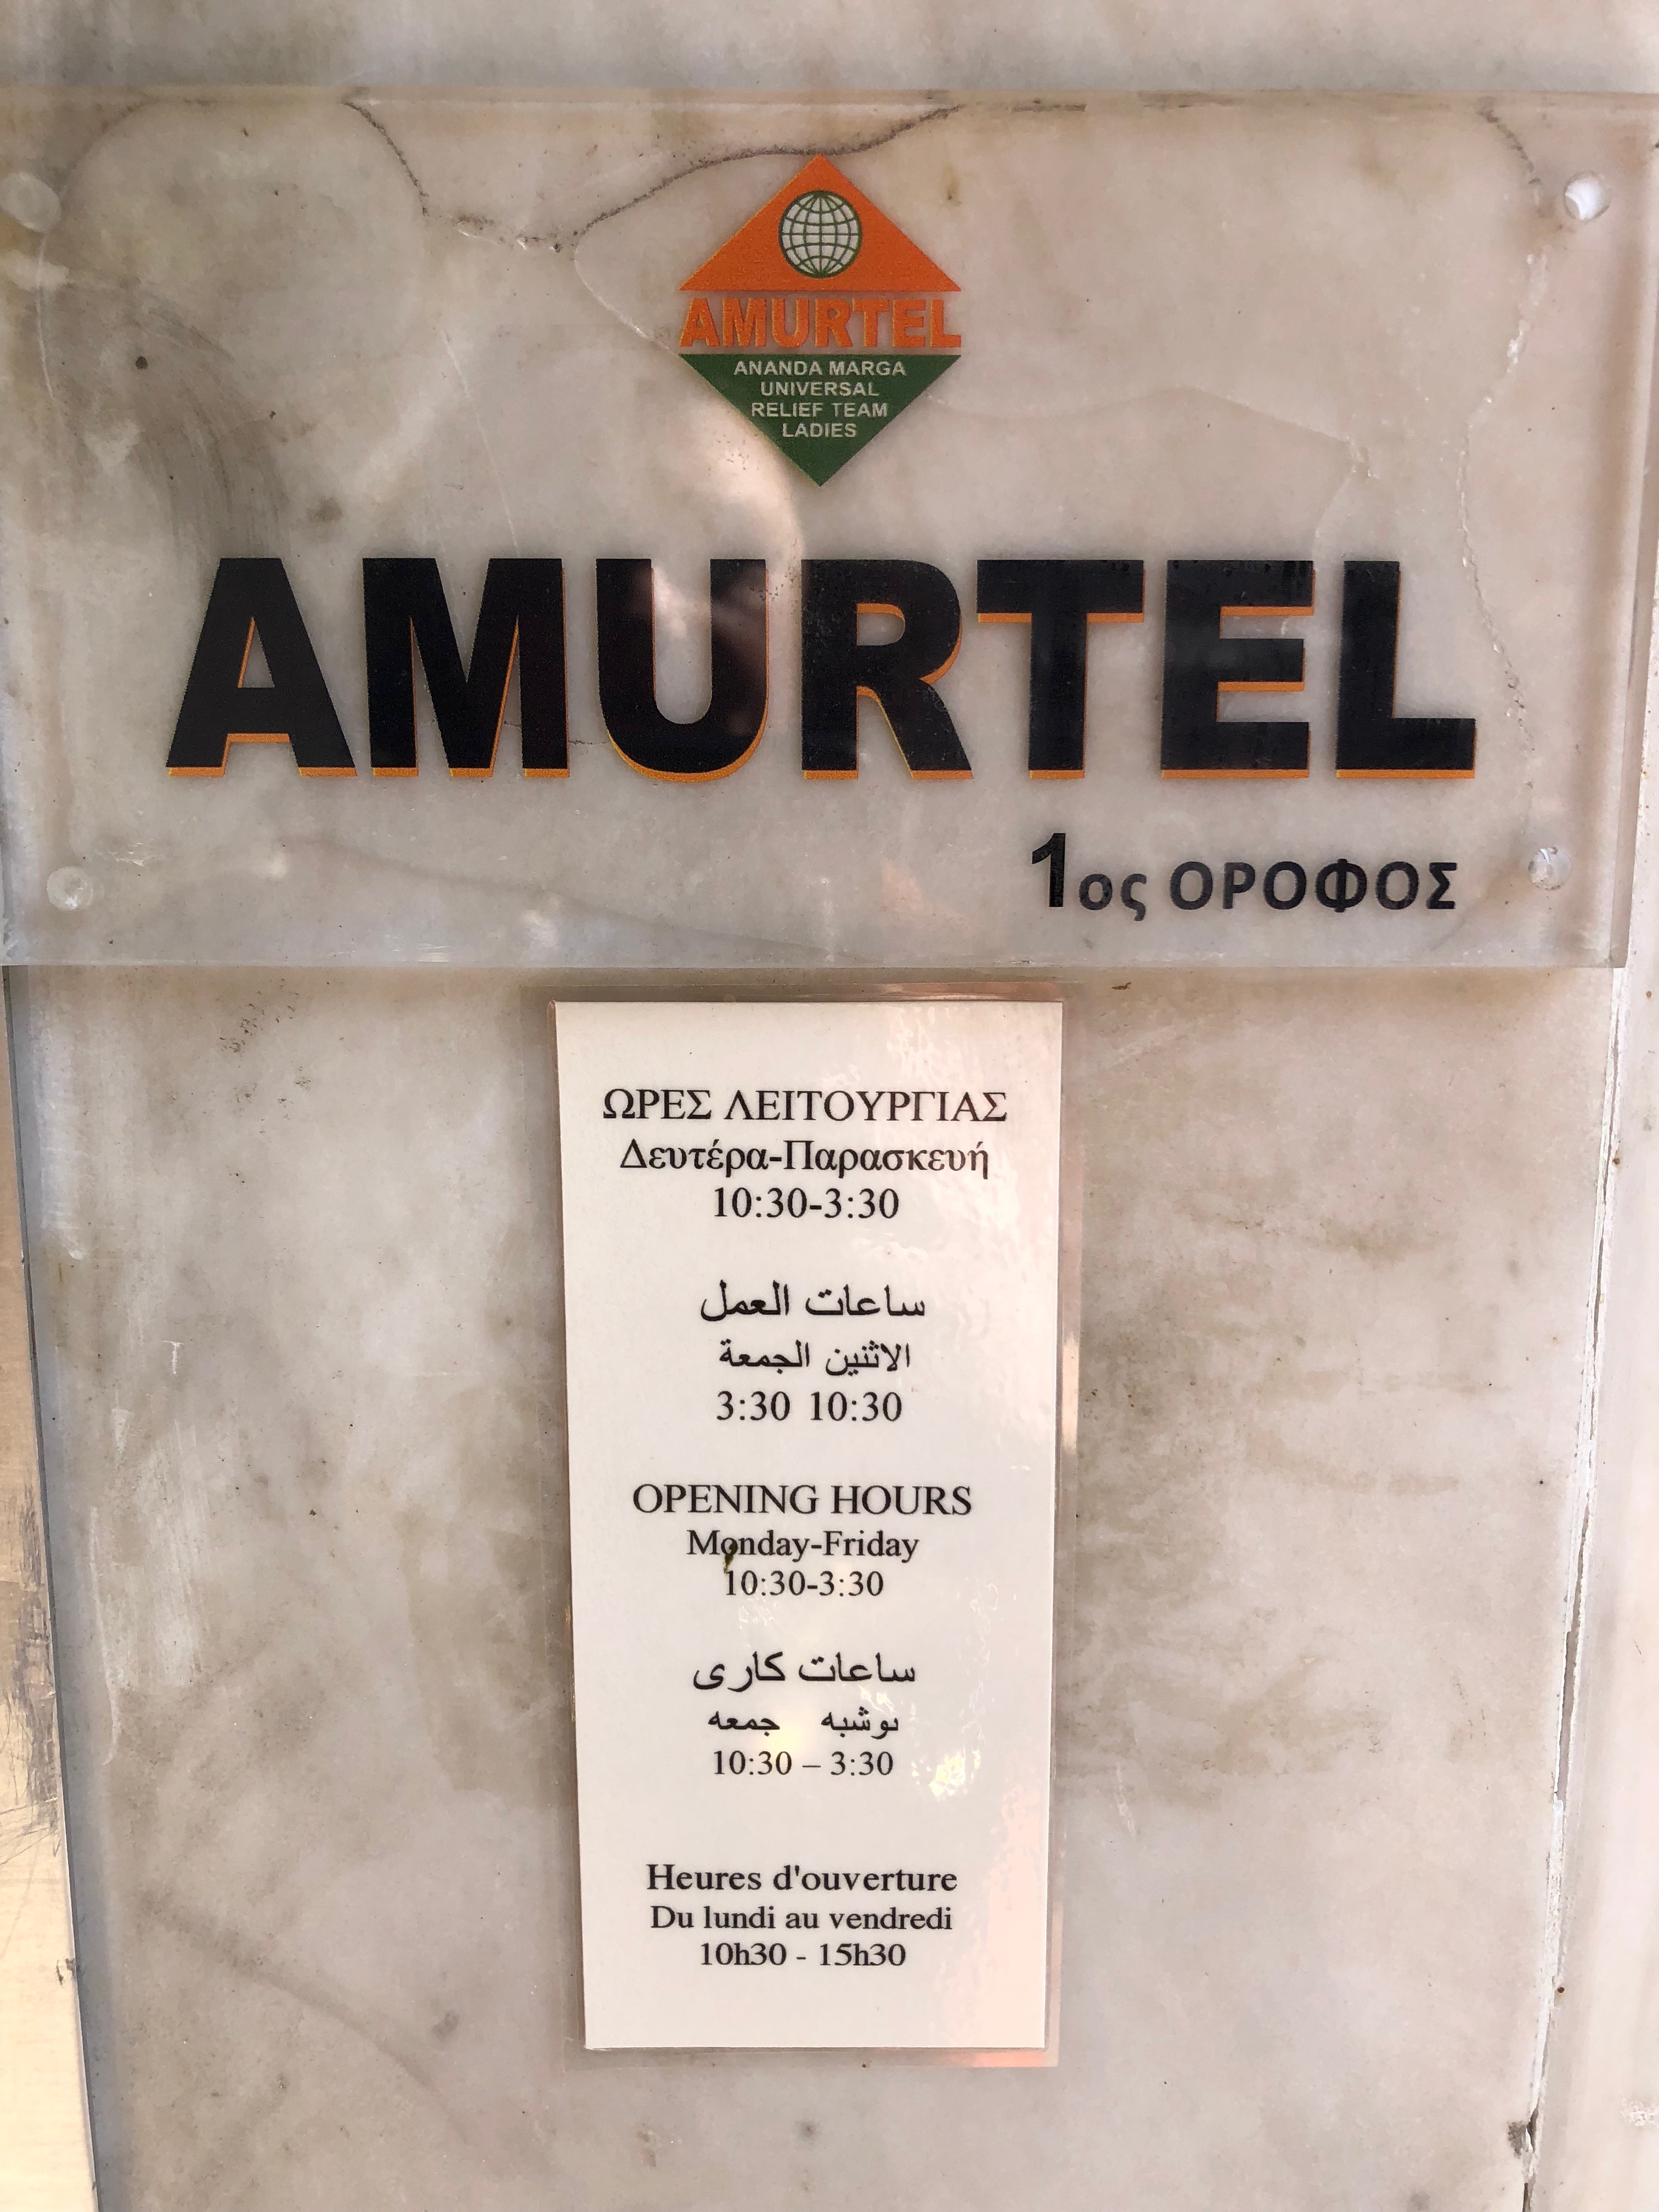 AMURTEL
ANANDA MARGA
UNIVERSAL
RELIEF TEAM
LADIES
AMURTEL
1ος ΟΡΟΦΟΣ
ΩΡΕΣ ΛΕΙΤΟΥΡΓΙΑΣ
Δευτέρα-Παρασκευή
10:30-3:30
ساعات العمل
الاثنين الجمعة
3:30 10:30
OPENING HOURS
Monday-Friday
10:30-3:30
ساعات کاری
جمعه
10:30 – 3:30
Heures d'ouverture
Du lundi au vendredi
10h30 - 15h30